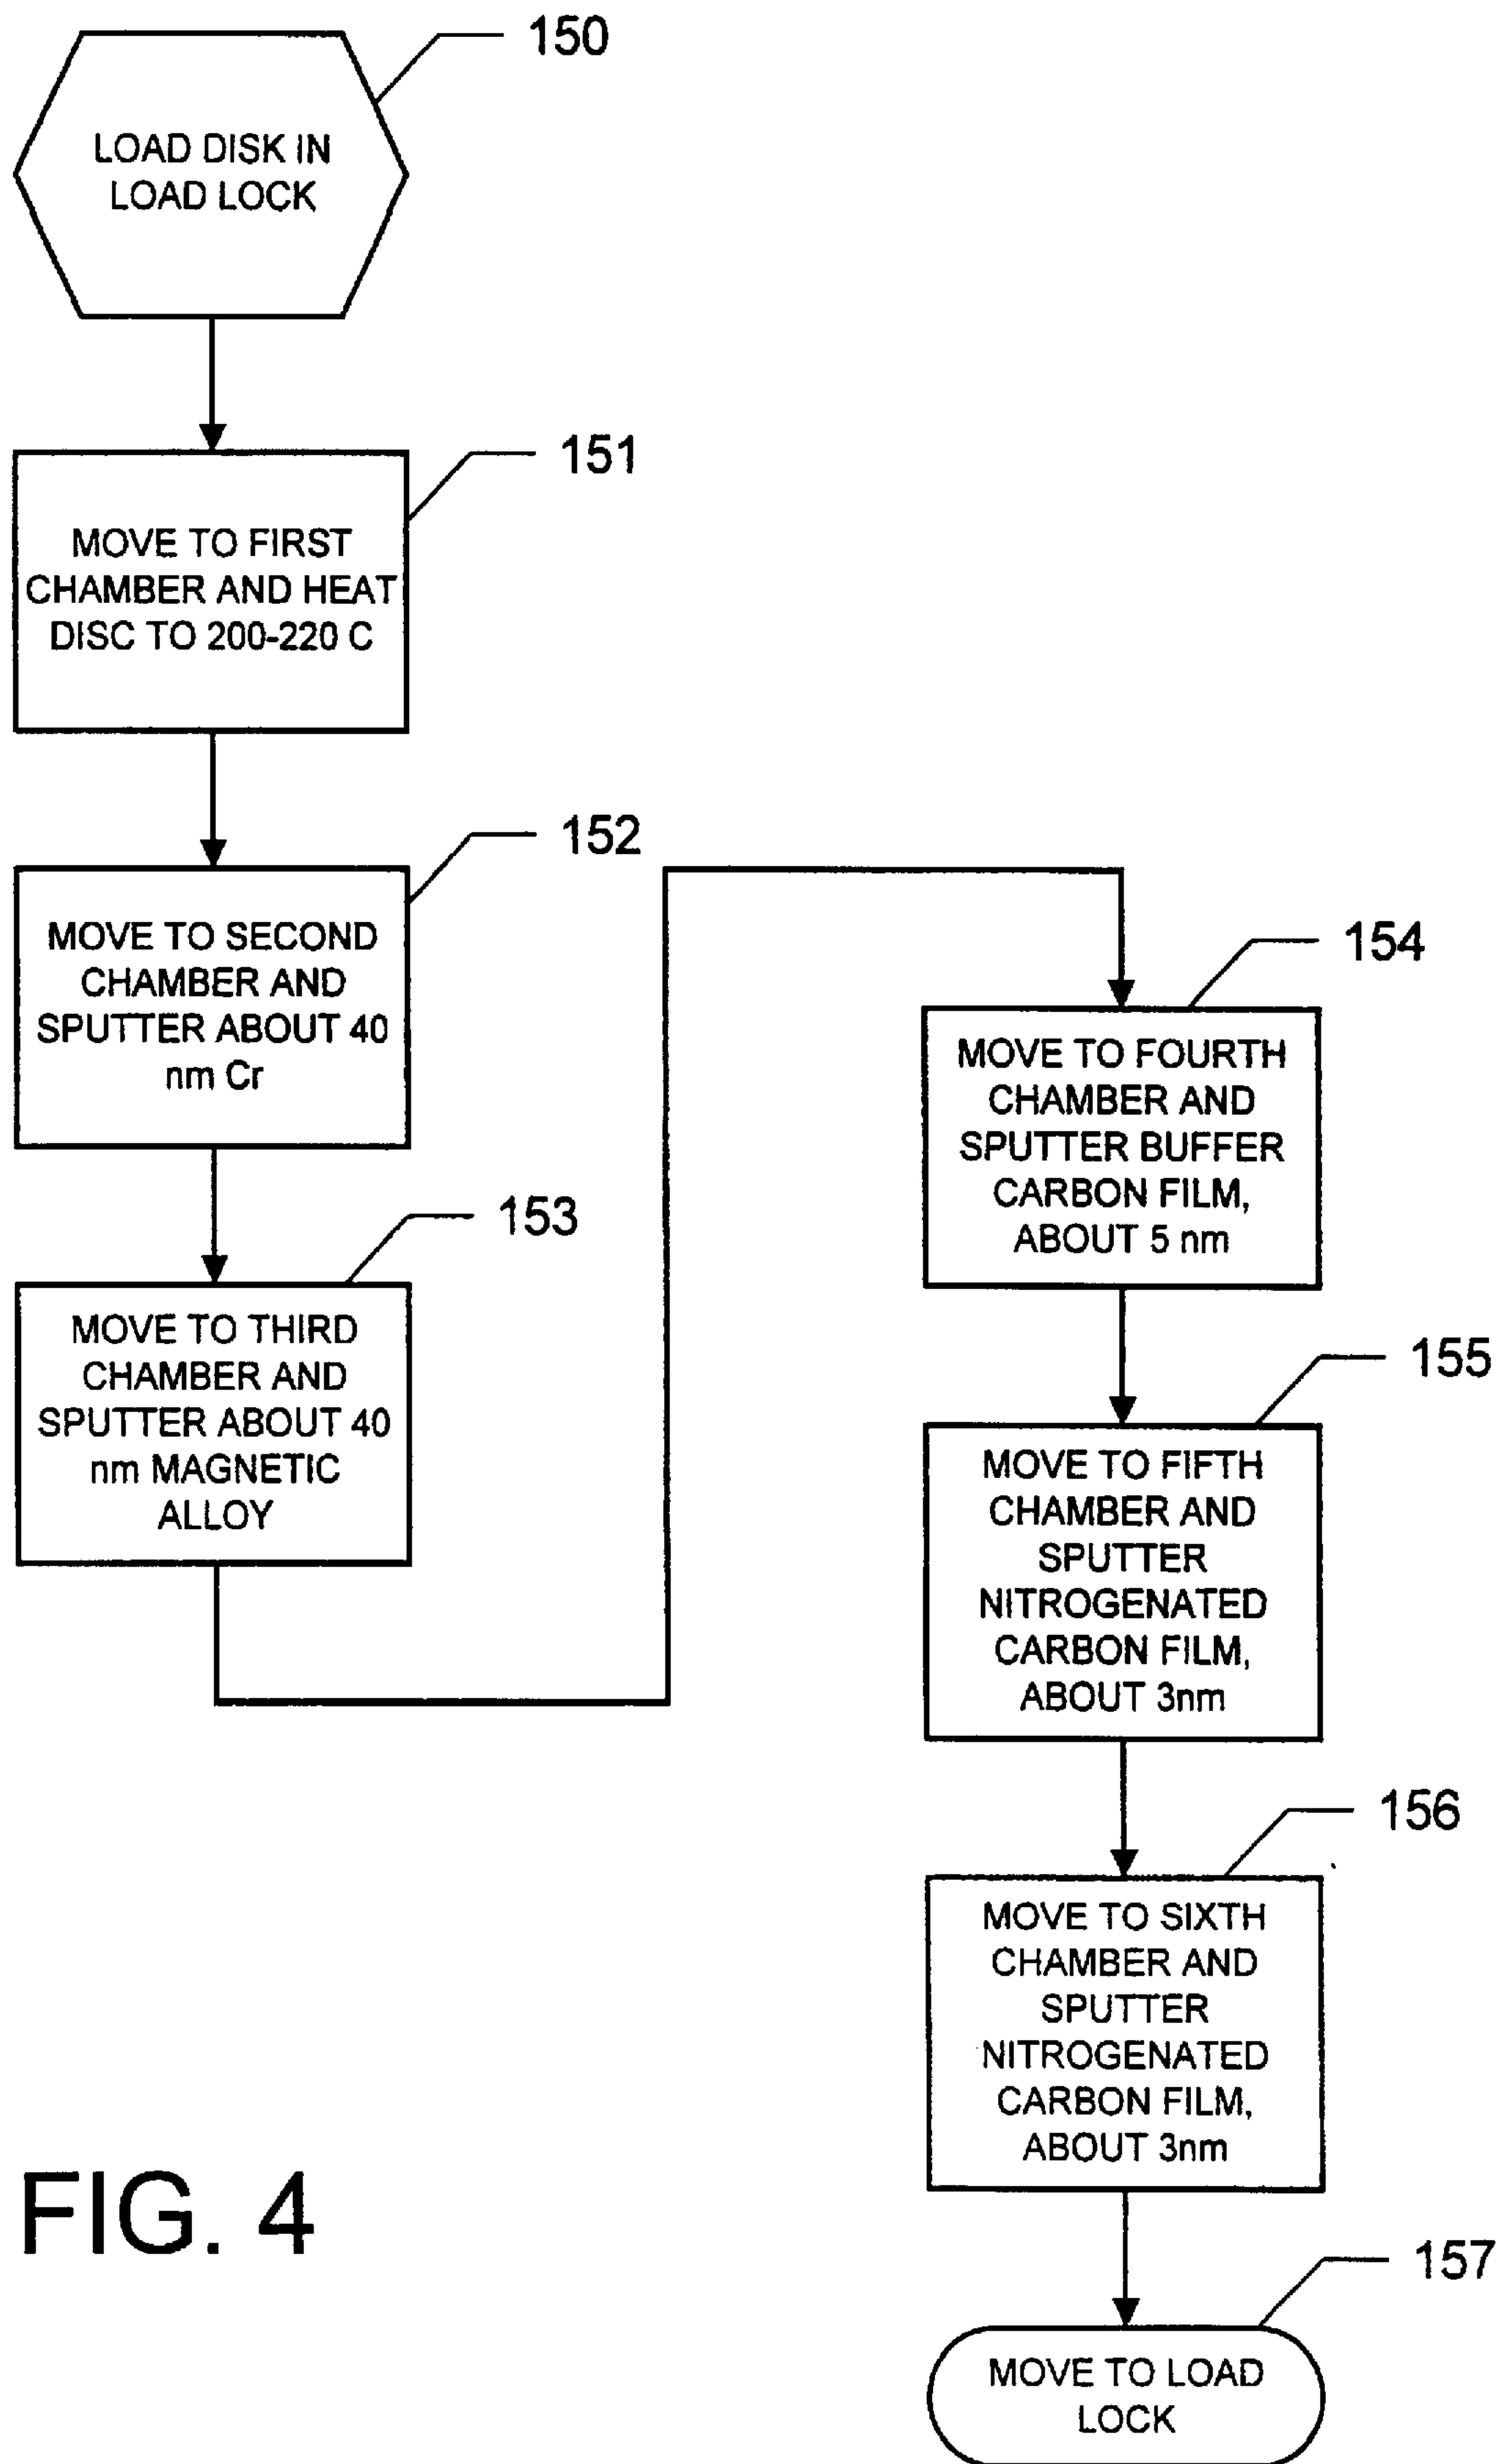 150
LOAD DISK IN
LOAD LOCK
151
MOVE TO FIRST
CHAMBER AND HEAT
DISC TO 200-220 C
152
MOVE TO SECOND
CHAMBER AND
SPUTTER ABOUT 40
nm Cr
153
MOVE TO THIRD
CHAMBER AND
SPUTTER ABOUT 40
nm MAGNETIC
ALLOY
154
MOVE TO FOURTH
CHAMBER AND
SPUTTER BUFFER
CARBON FILM,
ABOUT 5 nm
155
MOVE TO FIFTH
CHAMBER AND
SPUTTER
NITROGENATED
CARBON FILM,
ABOUT 3nm
156
MOVE TO SIXTH
CHAMBER AND
SPUTTER
NITROGENATED
CARBON FILM,
ABOUT 3nm
157
MOVE TO LOAD
LOCK
FIG. 4